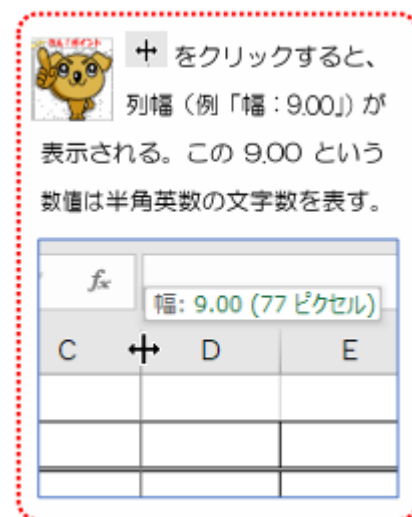 をクリックすると、
列幅（例「幅：9.00」）が
表示される。この 9.00 という
数値は半角英数の文字数を表す。
fx
幅: 9.00 (77 ピクセル)
C D E